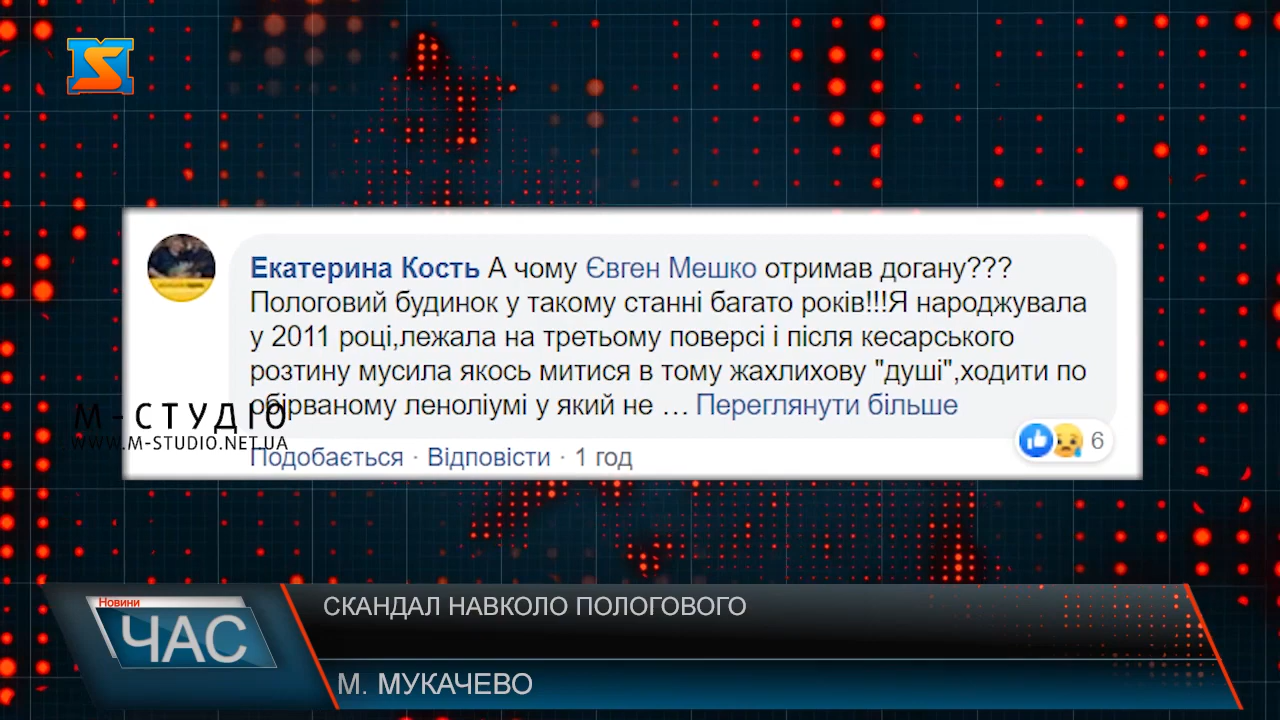 Екатерина Кость А чому Євген Мешко отримав догану???
Пологовий будинок у такому стані багато років!!!Я народжувала
у 2011 році,лежала на третьому поверсі і після кесарського
розтину мусила якось митися в тому жахлихову "душі",ходити по
обірваному леноліумі у який не … Переглянути більше
6
Подобається · Відповісти · 1 год
М-СТУДІО
WWW.M-STUDIO.NET.UA
Новини
ЧАС
СКАНДАЛ НАВКОЛО ПОЛОГОВОГО
М. МУКАЧЕВО